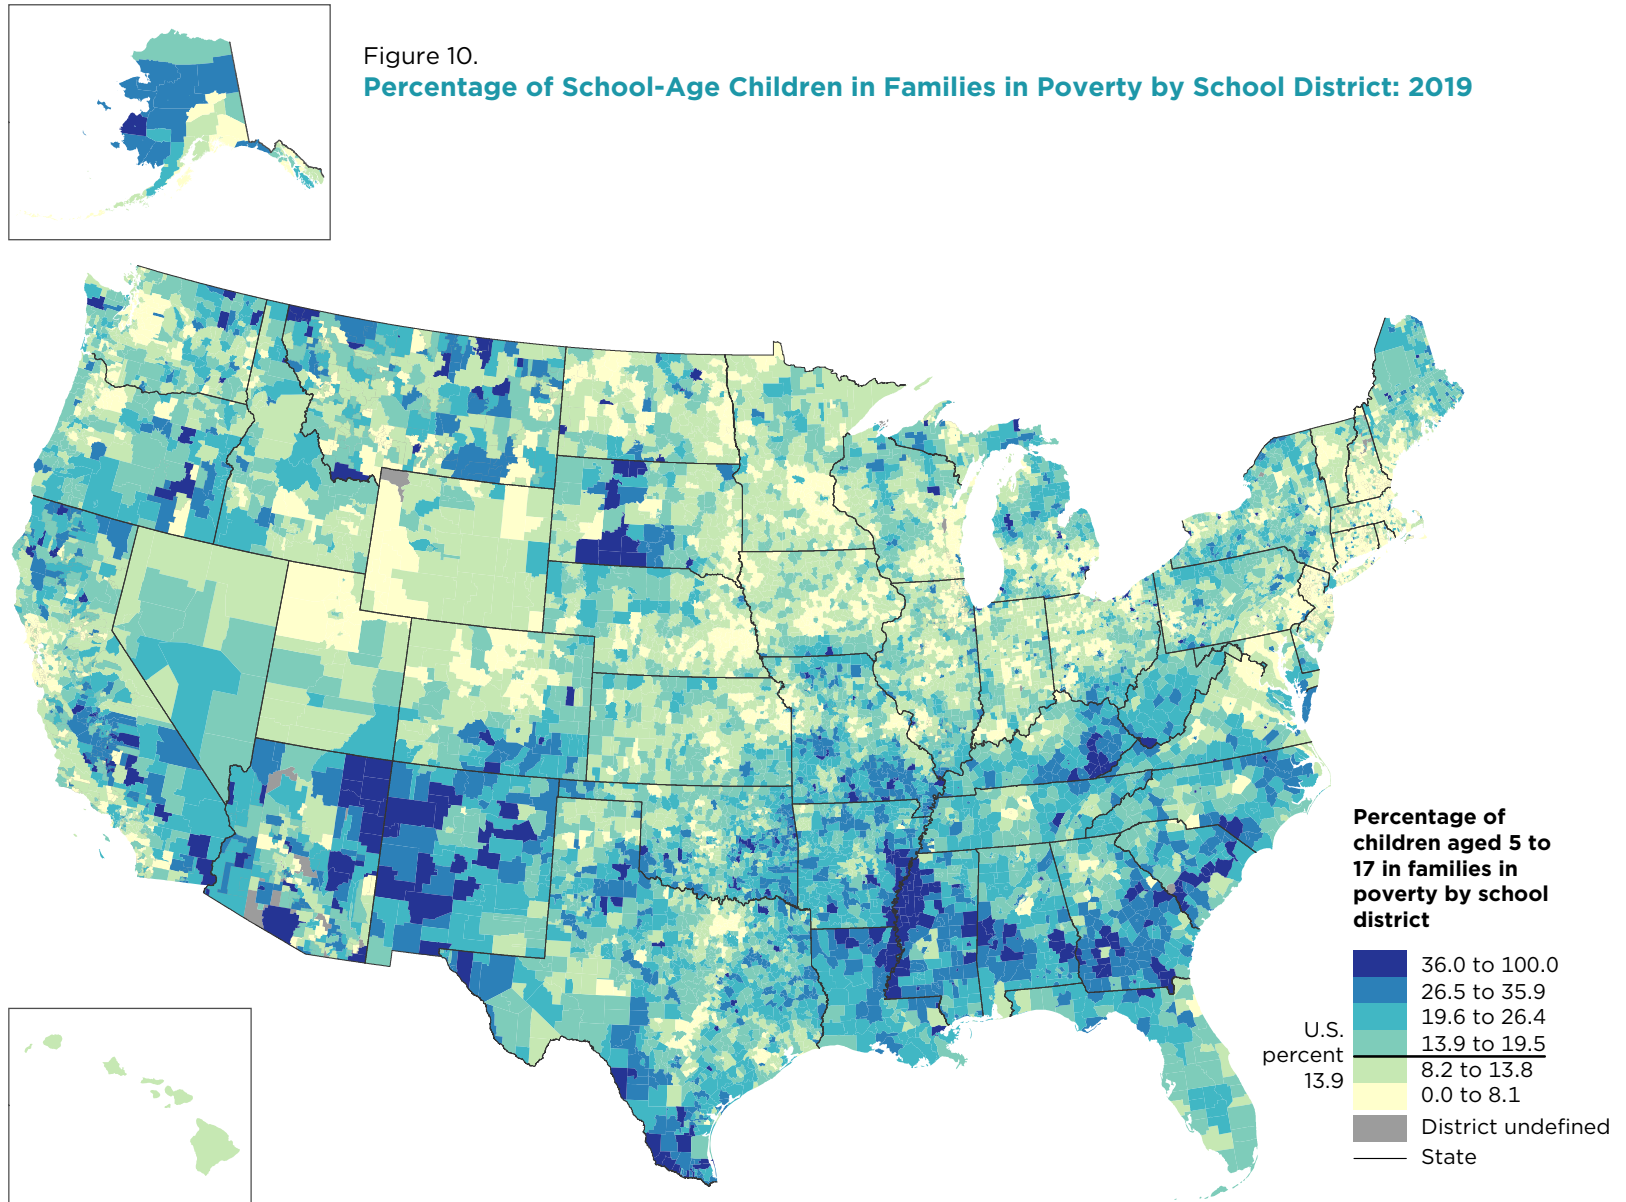 Figure 10.
Percentage of School-Age Children in Families in Poverty by School District: 2019
Percentage of
children aged 5 to
17 in families in
poverty by school
district
36.0 to 100.0
26.5 to 35.9
19.6 to 26.4
13.9 to 19.5
8.2 to 13.8
0.0 to 8.1
District undefined
State
U.S.
percent
13.9